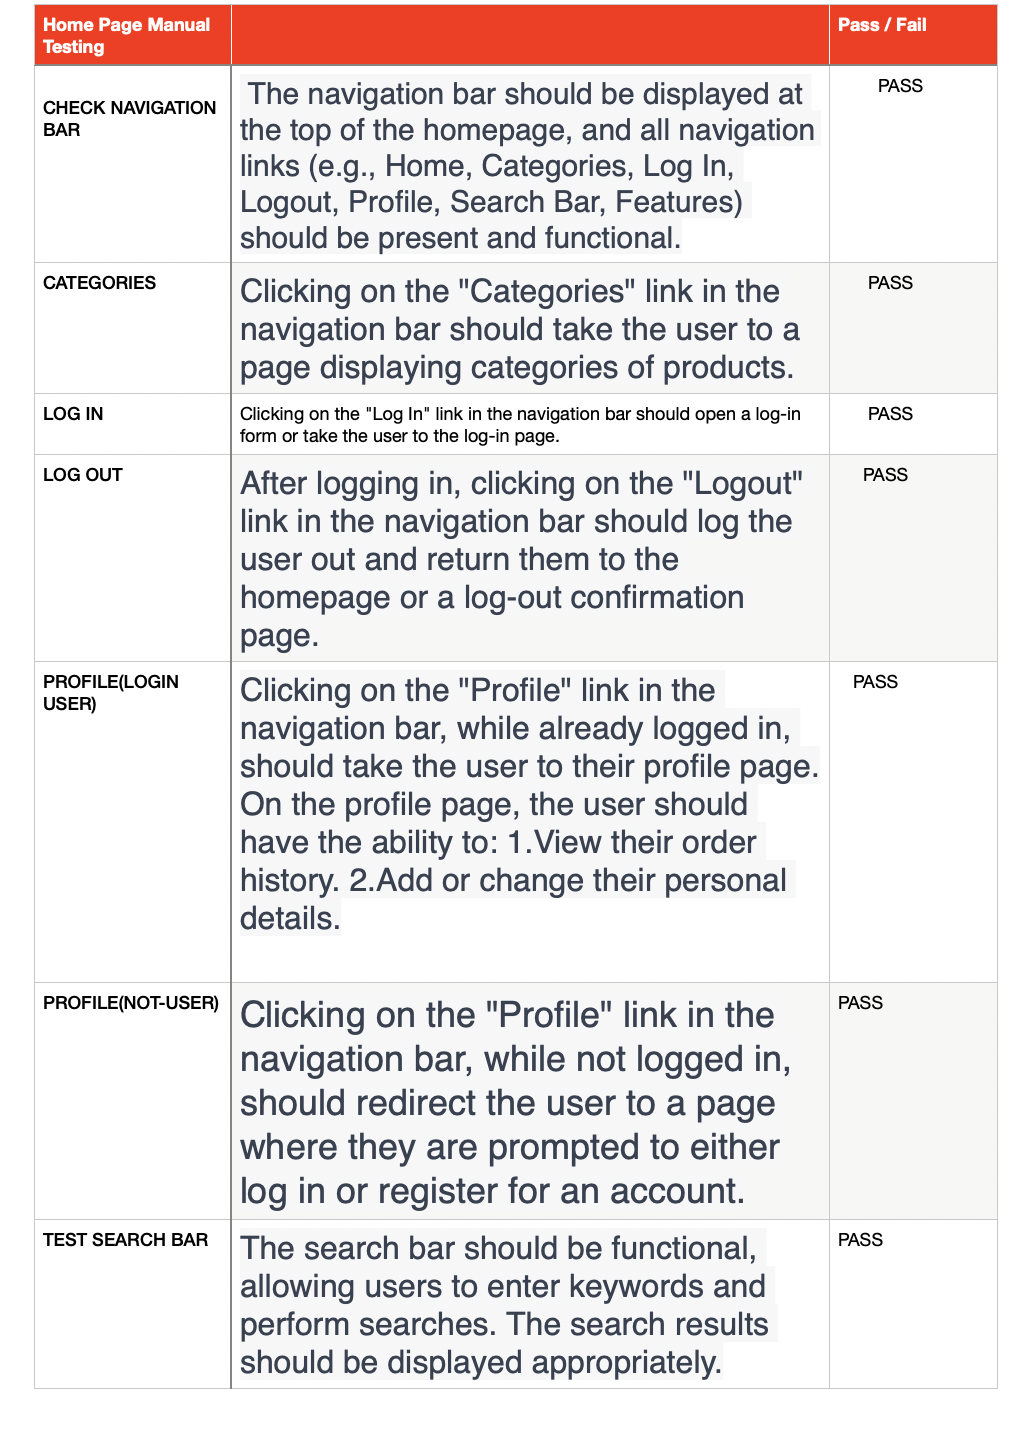 Home Page Manual
Testing
Pass / Fail
CHECK NAVIGATION
BAR
The navigation bar should be displayed at
the top of the homepage, and all navigation
links (e.g., Home, Categories, Log In,
Logout, Profile, Search Bar, Features)
should be present and functional.
PASS
CATEGORIES
Clicking on the "Categories" link in the
navigation bar should take the user to a
page displaying categories of products.
PASS
LOG IN
Clicking on the "Log In" link in the navigation bar should open a log-in
form or take the user to the log-in page.
PASS
LOG OUT
After logging in, clicking on the "Logout"
link in the navigation bar should log the
user out and return them to the
homepage or a log-out confirmation
page.
PASS
PROFILE(LOGIN
USER)
Clicking on the "Profile" link in the
navigation bar, while already logged in,
should take the user to their profile page.
On the profile page, the user should
have the ability to: 1.View their order
history. 2.Add or change their personal
details.
PASS
PROFILE(NOT-USER)
Clicking on the "Profile" link in the
navigation bar, while not logged in,
should redirect the user to a page
where they are prompted to either
log in or register for an account.
PASS
TEST SEARCH BAR
The search bar should be functional,
allowing users to enter keywords and
perform searches. The search results
should be displayed appropriately.
PASS